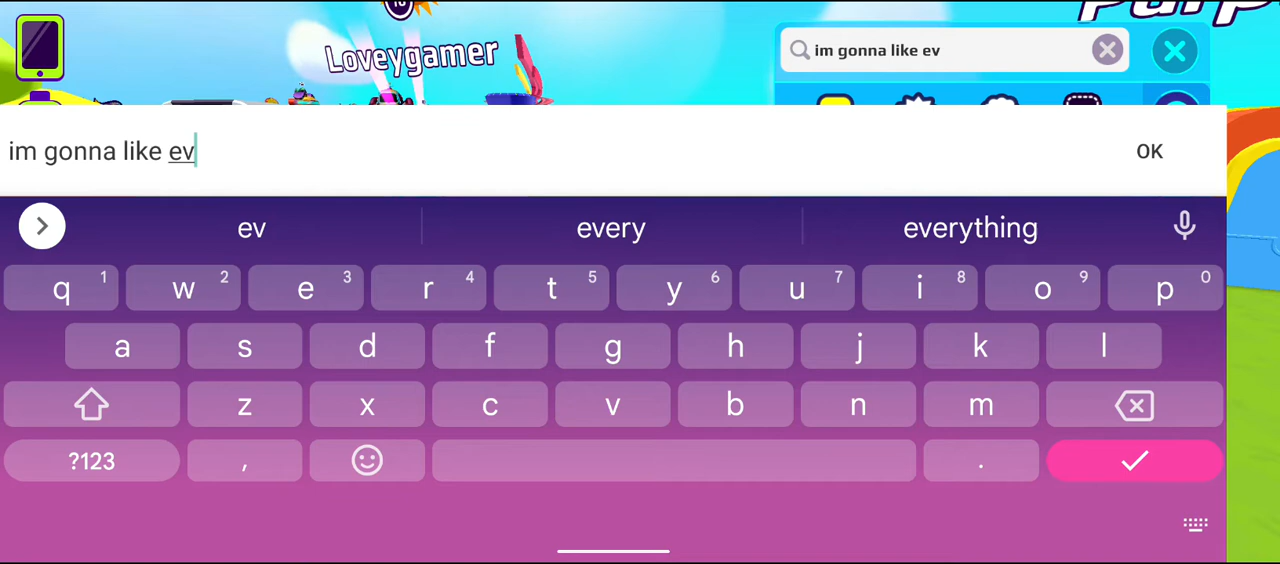 Loveygamer
im gonna like ev
im gonna like ev
OK
ev every everything
q 1 w 2 e 3 r 4 t 5 y 6 u 7 i 8 o 9 p 0
a s d f g h j k l
z x c v b n m
?123 , .